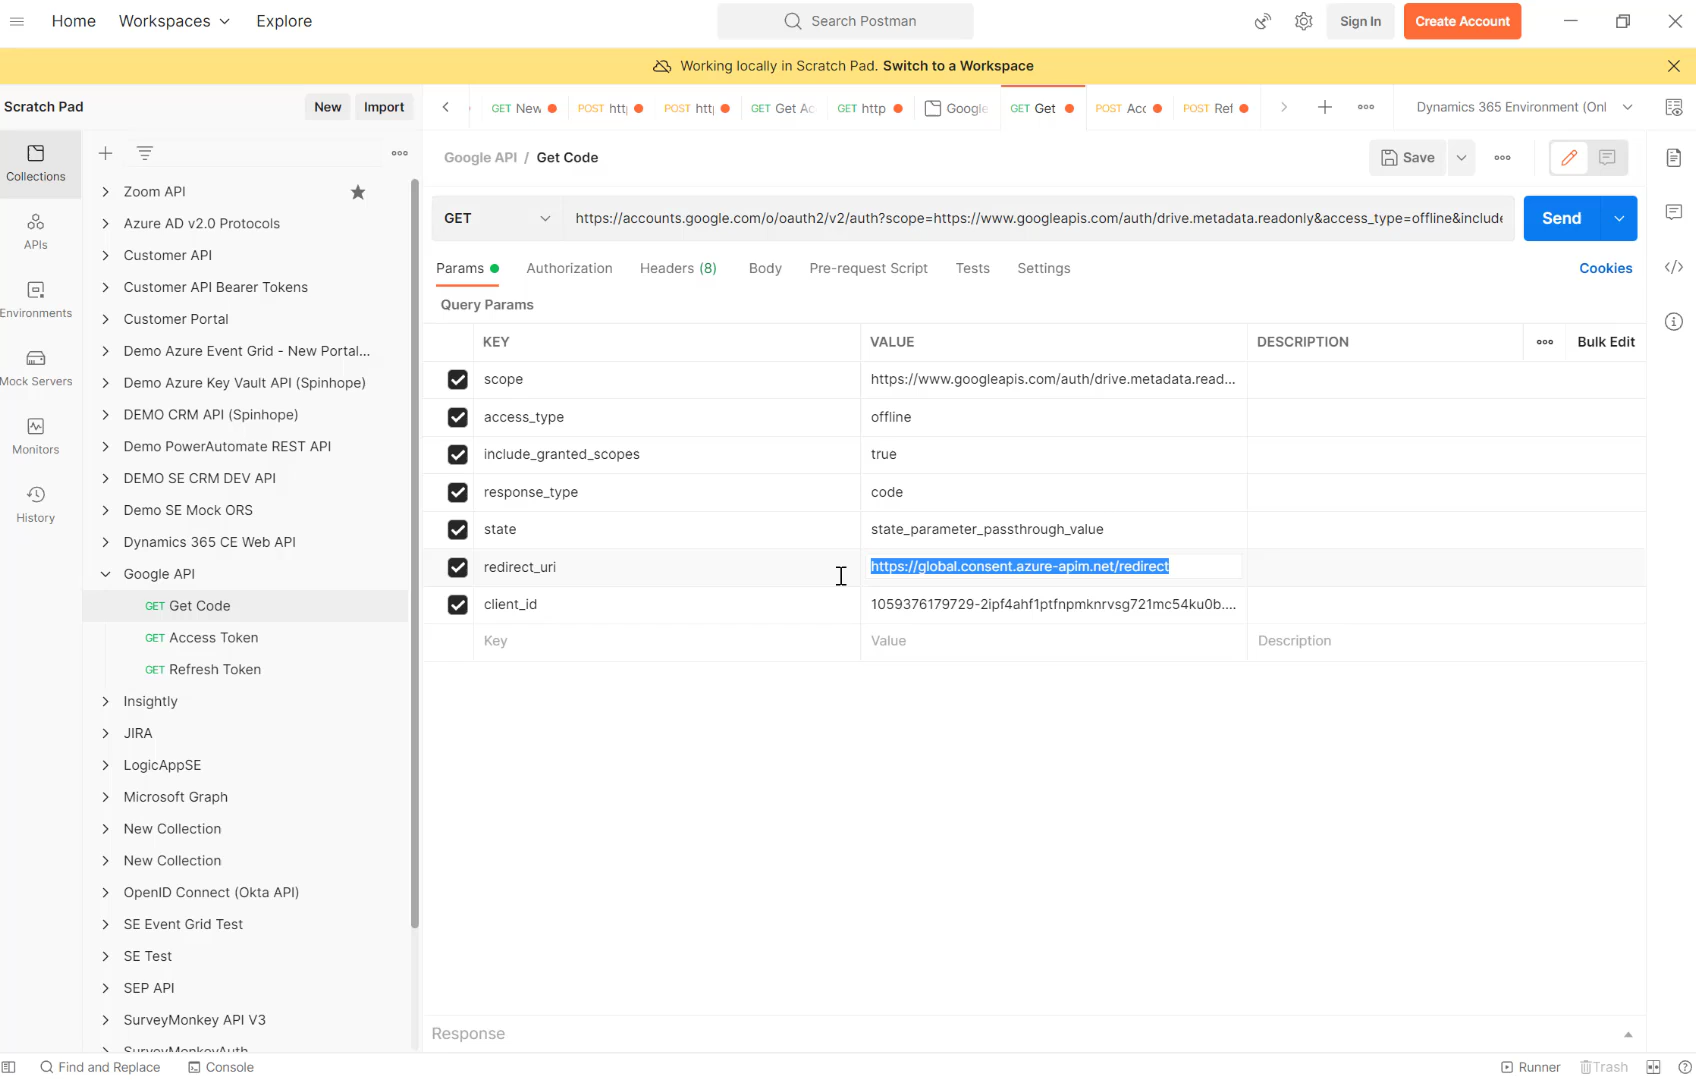 Home Workspaces Explore Search Postman Sign In Create Account
Working locally in Scratch Pad. Switch to a Workspace
Scratch Pad New Import GET New POST htt POST htt GET Get Ac GET http Google GET Get POST Acc POST Ref Dynamics 365 Environment (Onl
Google API / Get Code Save
Collections
APIs
Environments
Mock Servers
Monitors
History
Zoom API
Azure AD v2.0 Protocols
Customer API
Customer API Bearer Tokens
Customer Portal
Demo Azure Event Grid - New Portal...
Demo Azure Key Vault API (Spinhope)
DEMO CRM API (Spinhope)
Demo PowerAutomate REST API
DEMO SE CRM DEV API
Demo SE Mock ORS
Dynamics 365 CE Web API
Google API
GET Get Code
GET Access Token
GET Refresh Token
Insightly
JIRA
LogicAppSE
Microsoft Graph
New Collection
New Collection
OpenID Connect (Okta API)
SE Event Grid Test
SE Test
SEP API
SurveyMonkey API V3
SurveyMonkeyAuth
GET https://accounts.google.com/o/oauth2/v2/auth?scope=https://www.googleapis.com/auth/drive.metadata.readonly&access_type=offline&include Send
Params Authorization Headers (8) Body Pre-request Script Tests Settings Cookies
Query Params
KEY VALUE DESCRIPTION Bulk Edit
scope https://www.googleapis.com/auth/drive.metadata.read...
access_type offline
include_granted_scopes true
response_type code
state state_parameter_passthrough_value
redirect_uri https://global.consent.azure-apim.net/redirect
client_id 1059376179729-2ipf4ahf1ptfnpmknrvsg721mc54ku0b....
Key Value Description
Response
Find and Replace Console Runner Trash